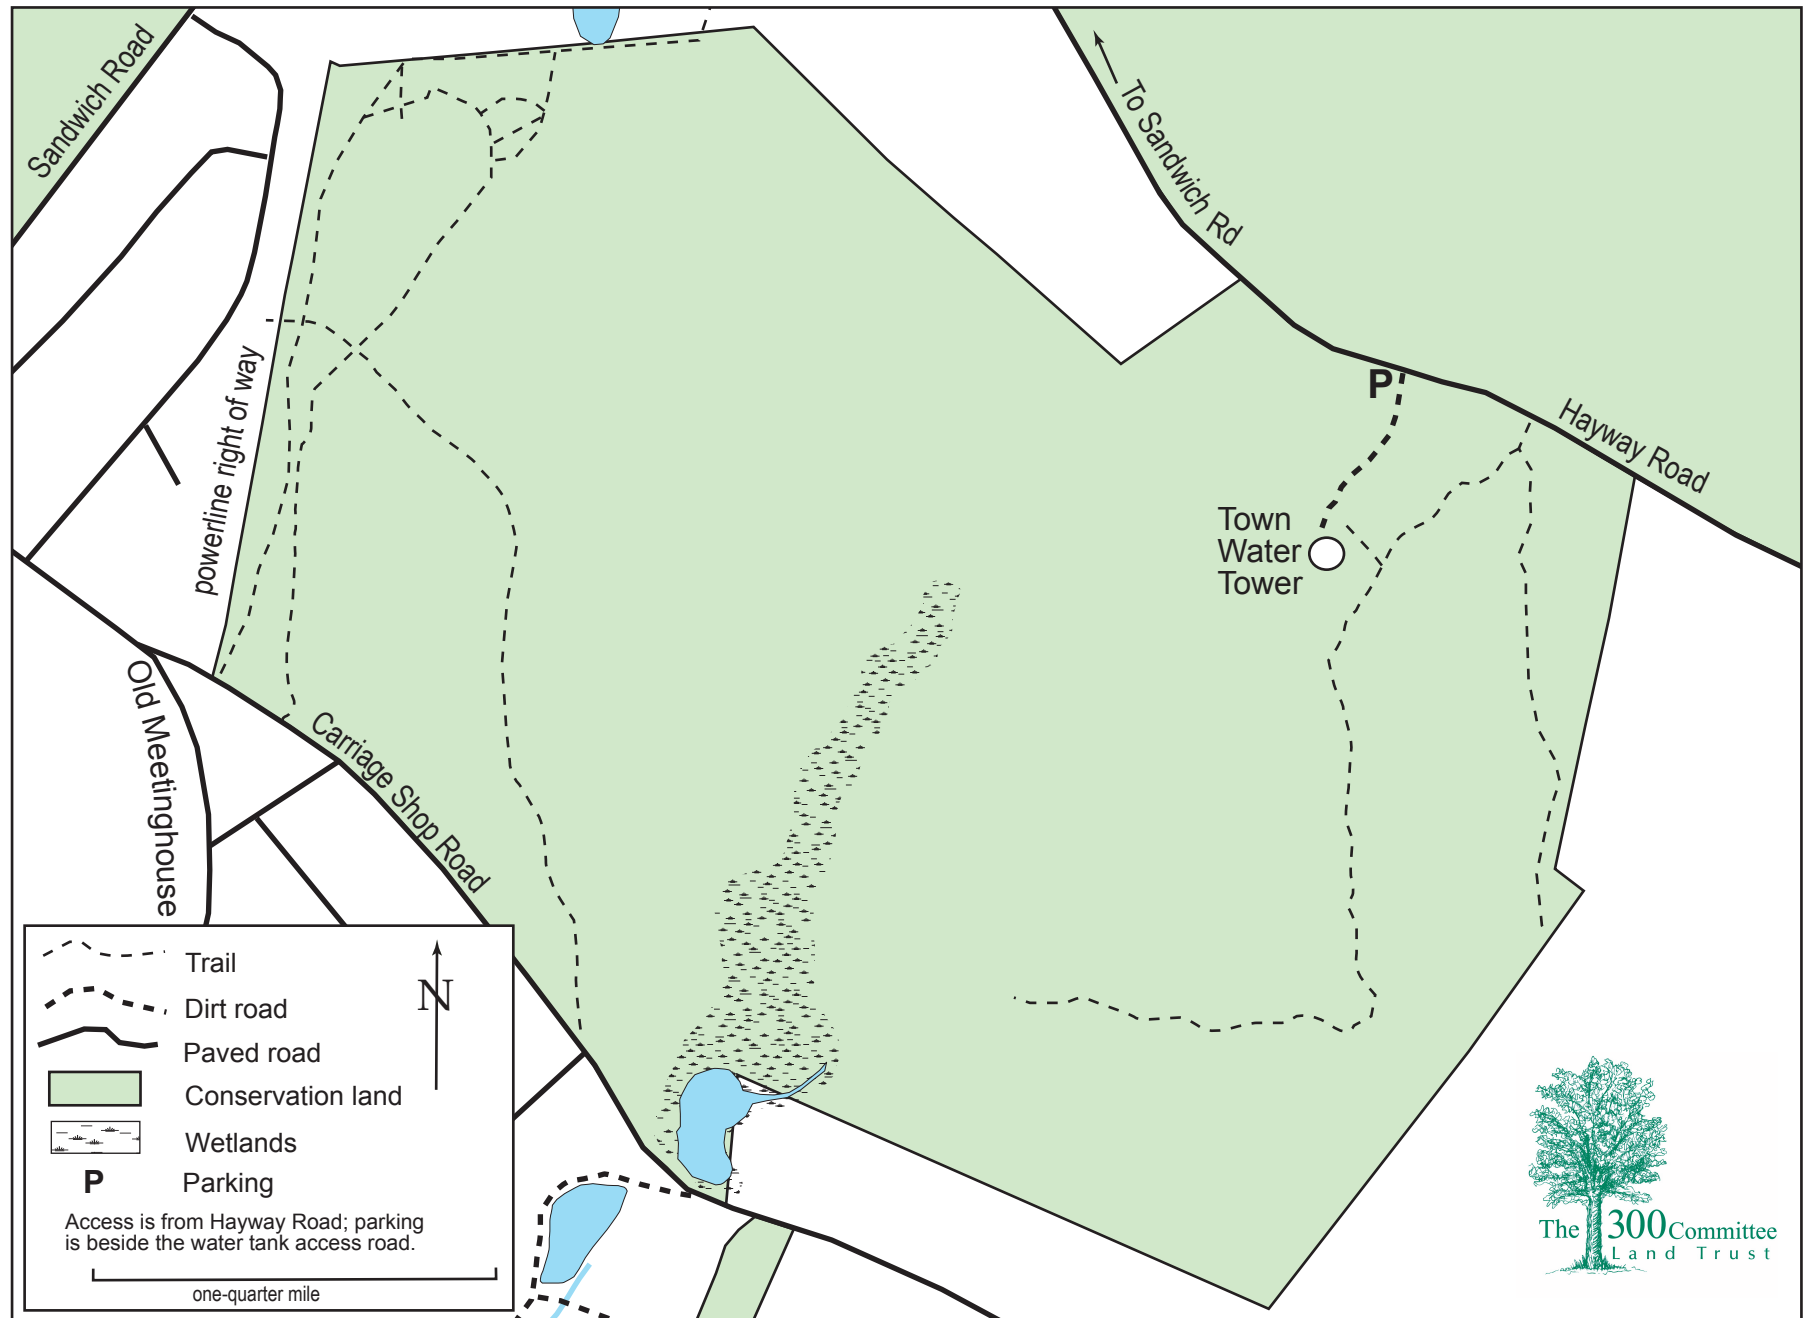 Sandwich Road
To Sandwich Rd
P
Hayway Road
powerline right of way
Town
Water
Tower
Old Meetinghouse
Carriage Shop Road
Trail
Dirt road
N
Paved road
Conservation land
Wetlands
P Parking
Access is from Hayway Road; parking
is beside the water tank access road.
one-quarter mile
The 300 Committee
Land Trust